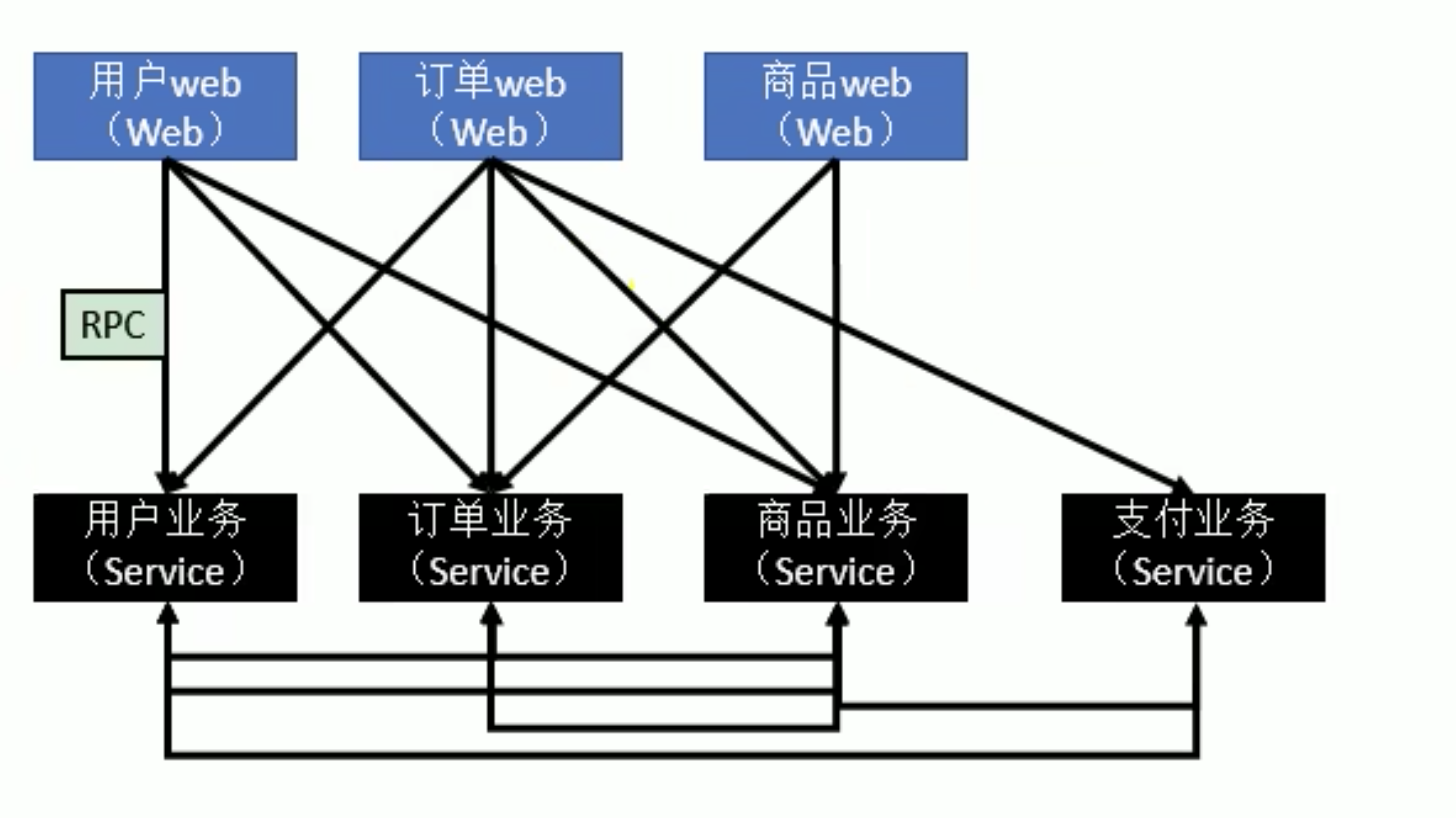 用户web
（Web）
订单web
（Web）
商品web
（Web）
RPC
用户业务
（Service）
订单业务
（Service）
商品业务
（Service）
支付业务
（Service）